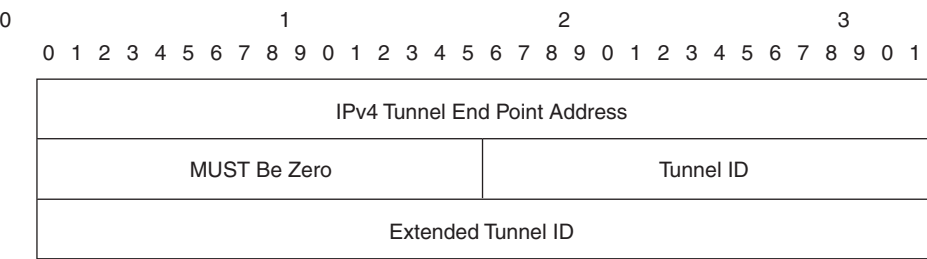 0 1 2 3
0 1 2 3 4 5 6 7 8 9 0 1 2 3 4 5 6 7 8 9 0 1 2 3 4 5 6 7 8 9 0 1
IPv4 Tunnel End Point Address
MUST Be Zero Tunnel ID
Extended Tunnel ID